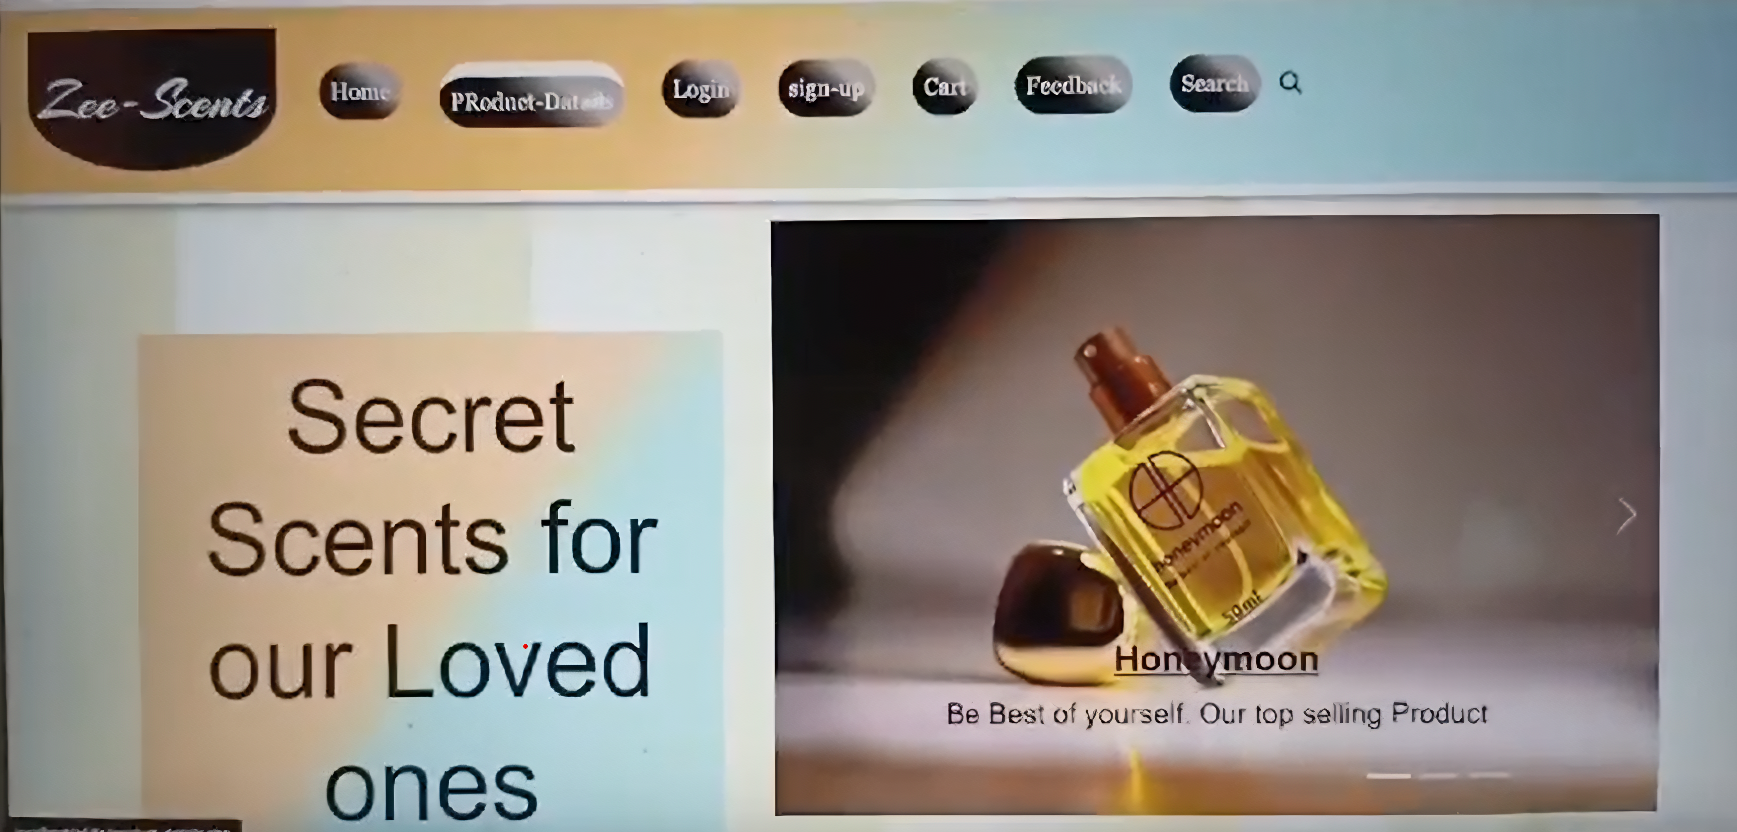 Zee-Scents
Home
PRoduct-Datails
Login
sign-up
Cart
Feedback
Search
Secret
Scents for
our Loved
ones
honeymoon
50ml
Honeymoon
Be Best of yourself. Our top selling Product